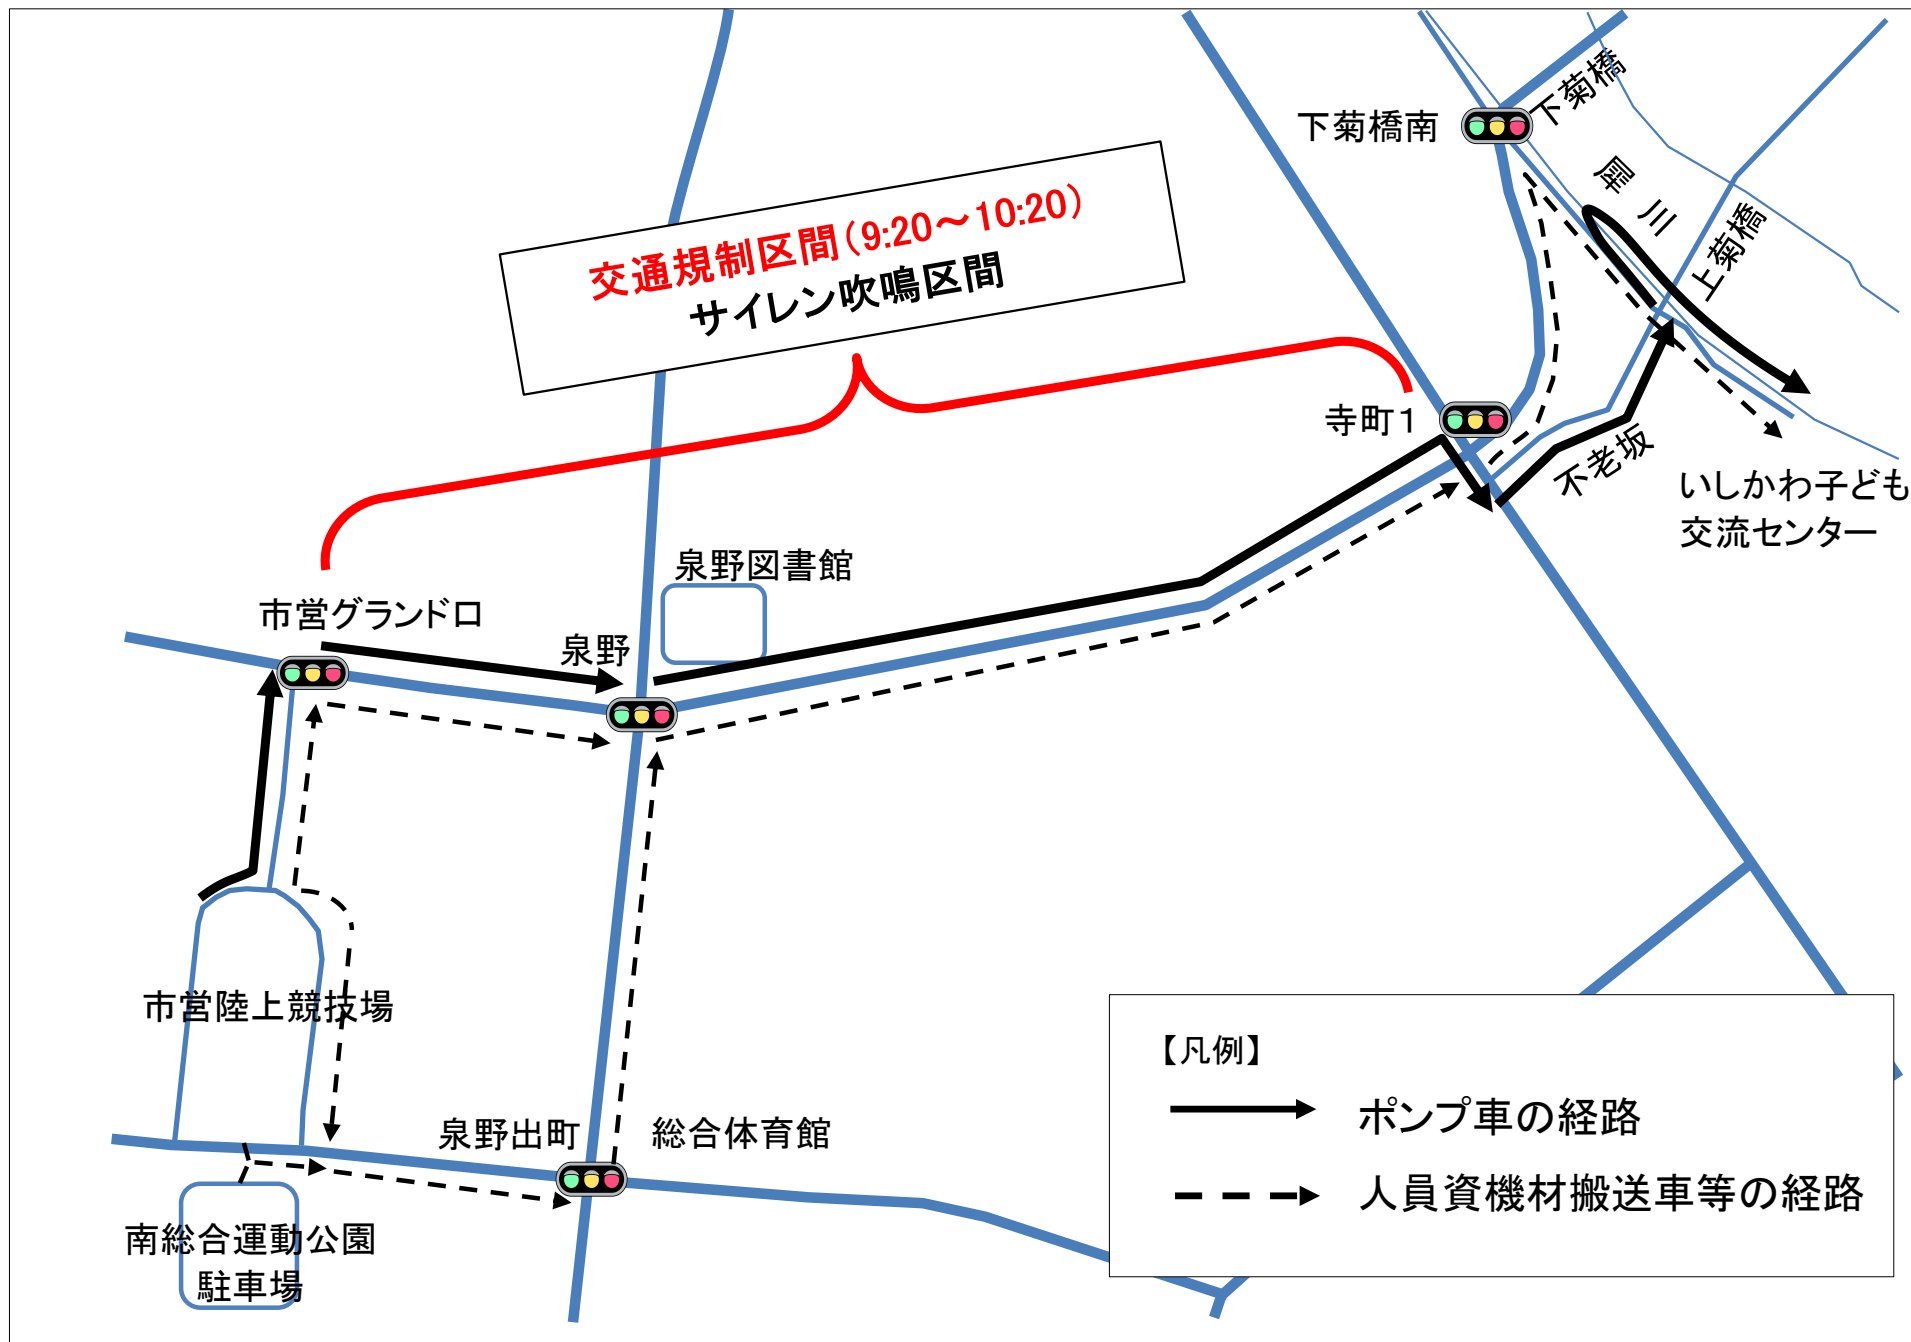 下菊橋
下菊橋南
犀川
上菊橋
交通規制区間(9:20～10:20)
サイレン吹鳴区間
寺町1
不老坂
いしかわ子ども
交流センター
泉野図書館
市営グランド口
泉野
市営陸上競技場
泉野出町
総合体育館
南総合運動公園
駐車場
【凡例】
ポンプ車の経路
人員資機材搬送車等の経路